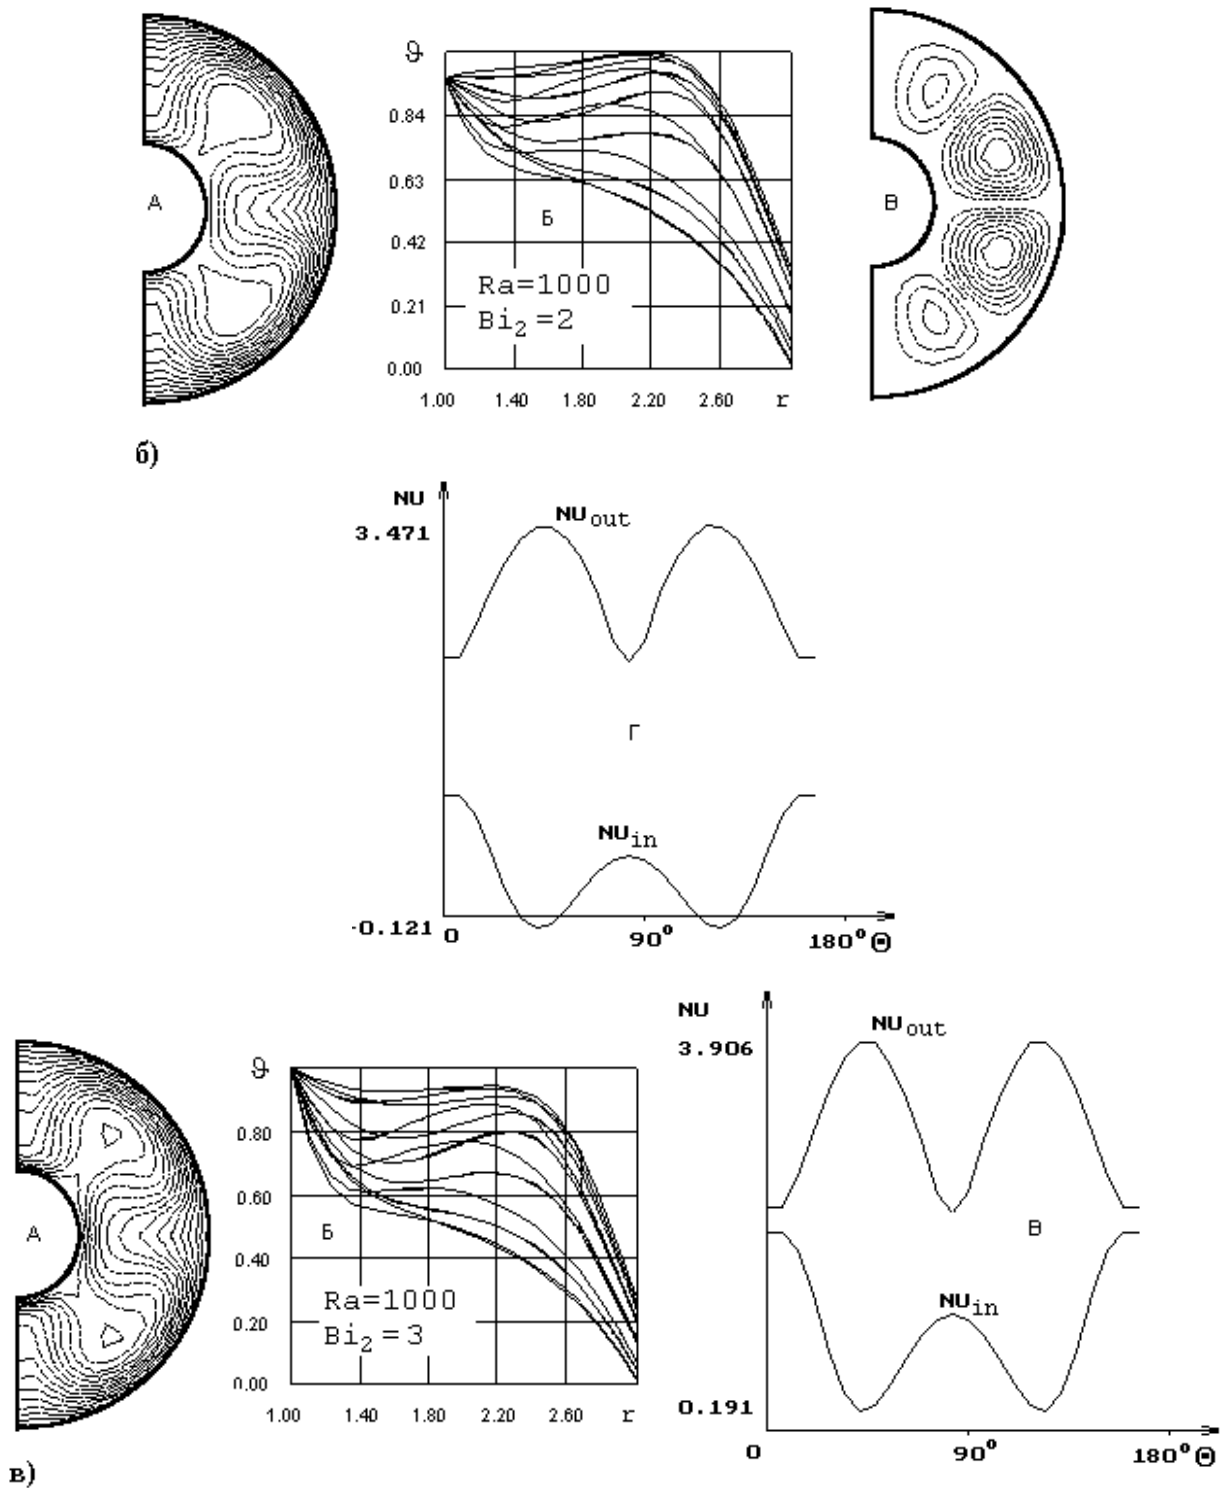 ϑ
0.84
0.63
0.42
0.21
0.00
1.00 1.40 1.80 2.20 2.60 r
А
Б
Ra=1000
Bi₂=2
В
б)
NU
3.471
NUout
Г
NUin
-0.121
0 90° 180° Θ
ϑ
0.80
0.60
0.40
0.20
0.00
1.00 1.40 1.80 2.20 2.60 r
А
Б
Ra=1000
Bi₂=3
NU
3.906
NUout
В
NUin
0.191
0 90° 180° Θ
в)